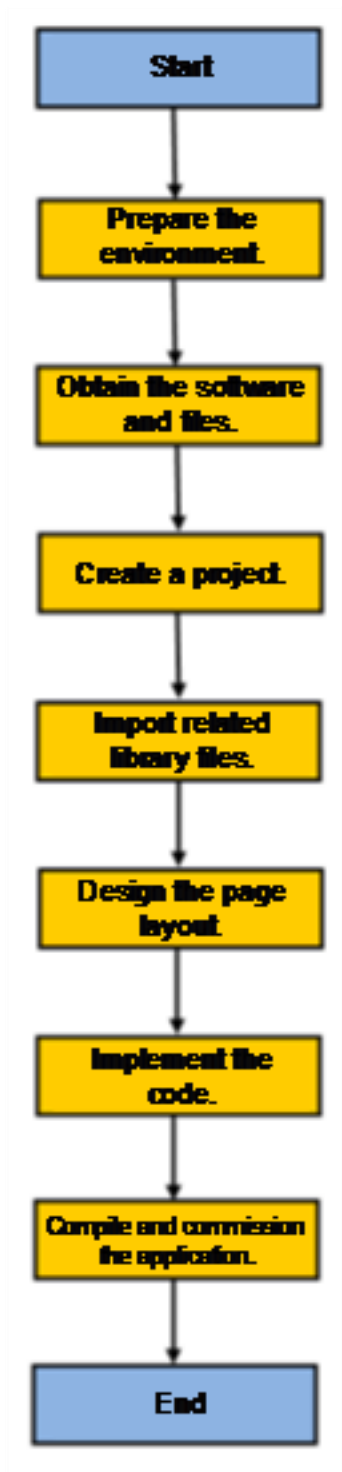 Start
Prepare the
environment.
Obtain the software
and files.
Create a project.
Import related
library files.
Design the page
layout.
Implement the
code.
Compile and commission
the application.
End